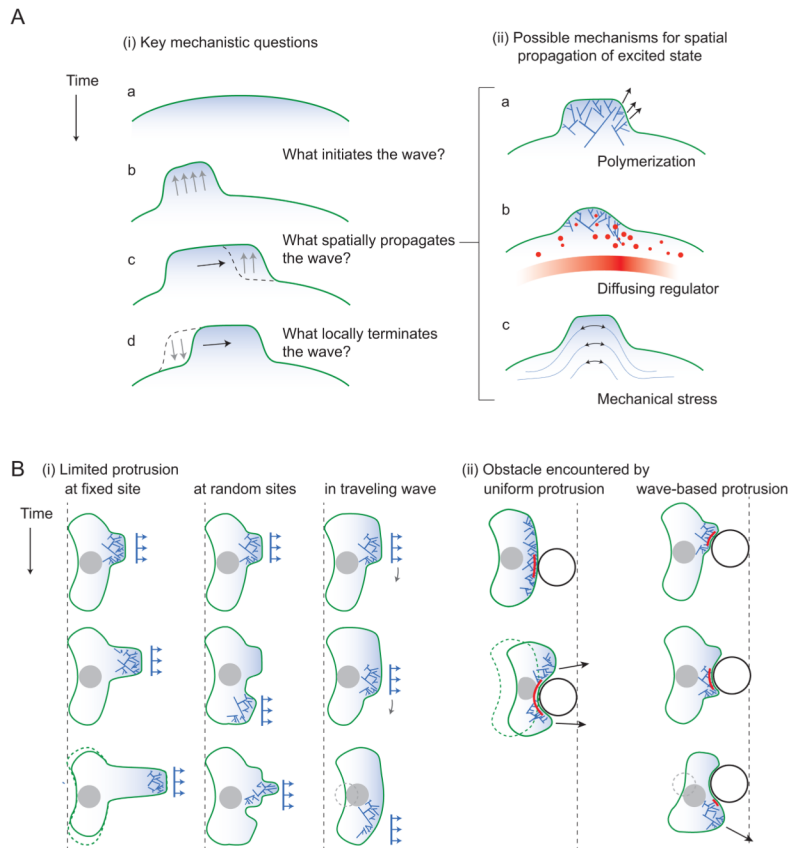 A
(i) Key mechanistic questions
Time
a
What initiates the wave?
b
What spatially propagates
the wave?
c
What locally terminates
the wave?
d
(ii) Possible mechanisms for spatial
propagation of excited state
a
Polymerization
b
Diffusing regulator
c
Mechanical stress
B
(i) Limited protrusion
at fixed site
at random sites
in traveling wave
Time
(ii) Obstacle encountered by
uniform protrusion
wave-based protrusion